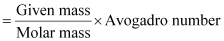 = Given mass / Molar mass × Avogadro number